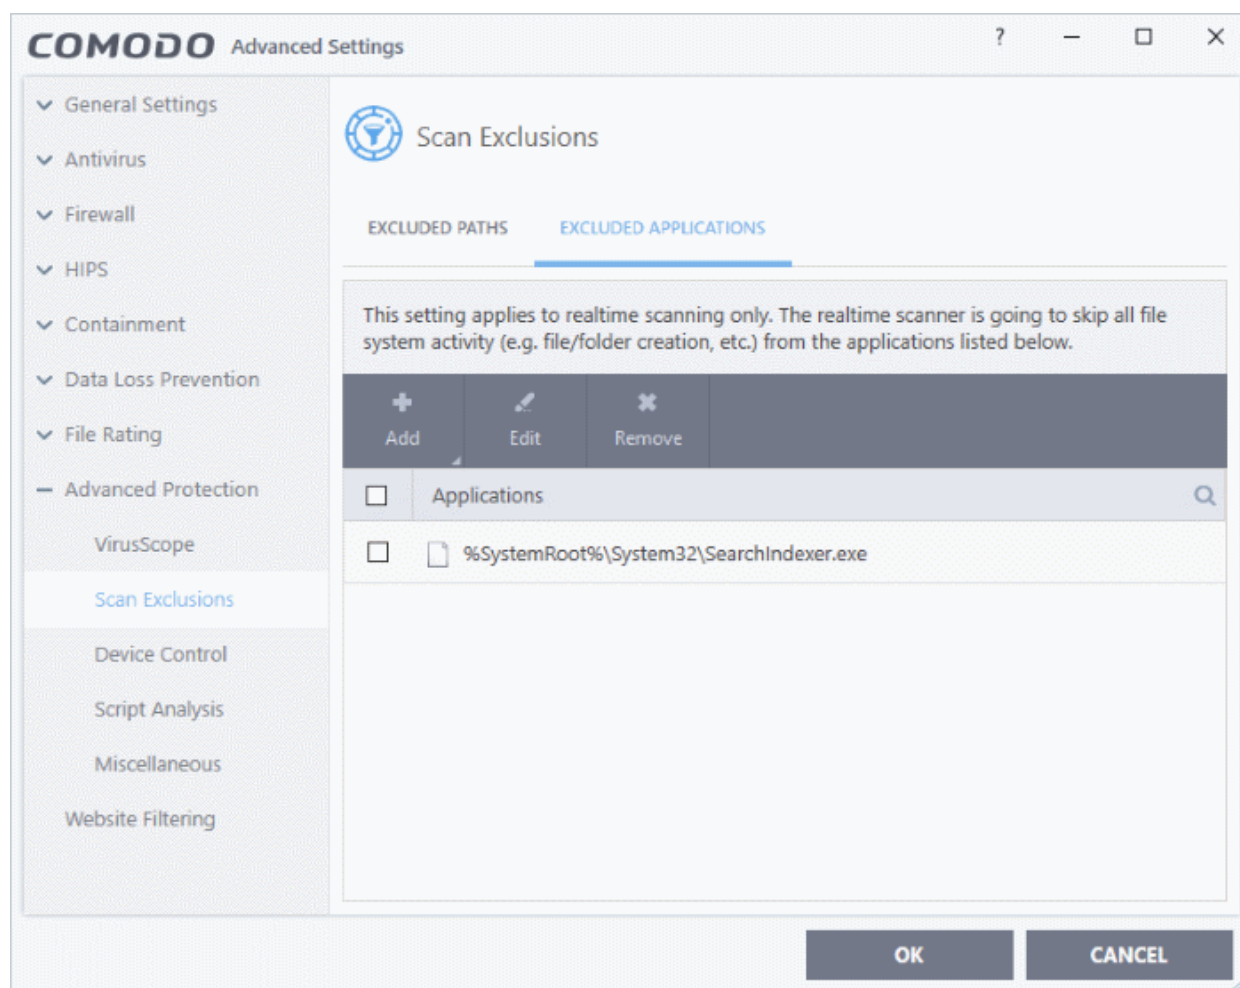 COMODO Advanced Settings ?
General Settings
Antivirus
Firewall
HIPS
Containment
Data Loss Prevention
File Rating
Advanced Protection
VirusScope
Scan Exclusions
Device Control
Script Analysis
Miscellaneous
Website Filtering
Scan Exclusions
EXCLUDED PATHS EXCLUDED APPLICATIONS
This setting applies to realtime scanning only. The realtime scanner is going to skip all file
system activity (e.g. file/folder creation, etc.) from the applications listed below.
Add Edit Remove
Applications
%SystemRoot%\System32\SearchIndexer.exe
OK CANCEL